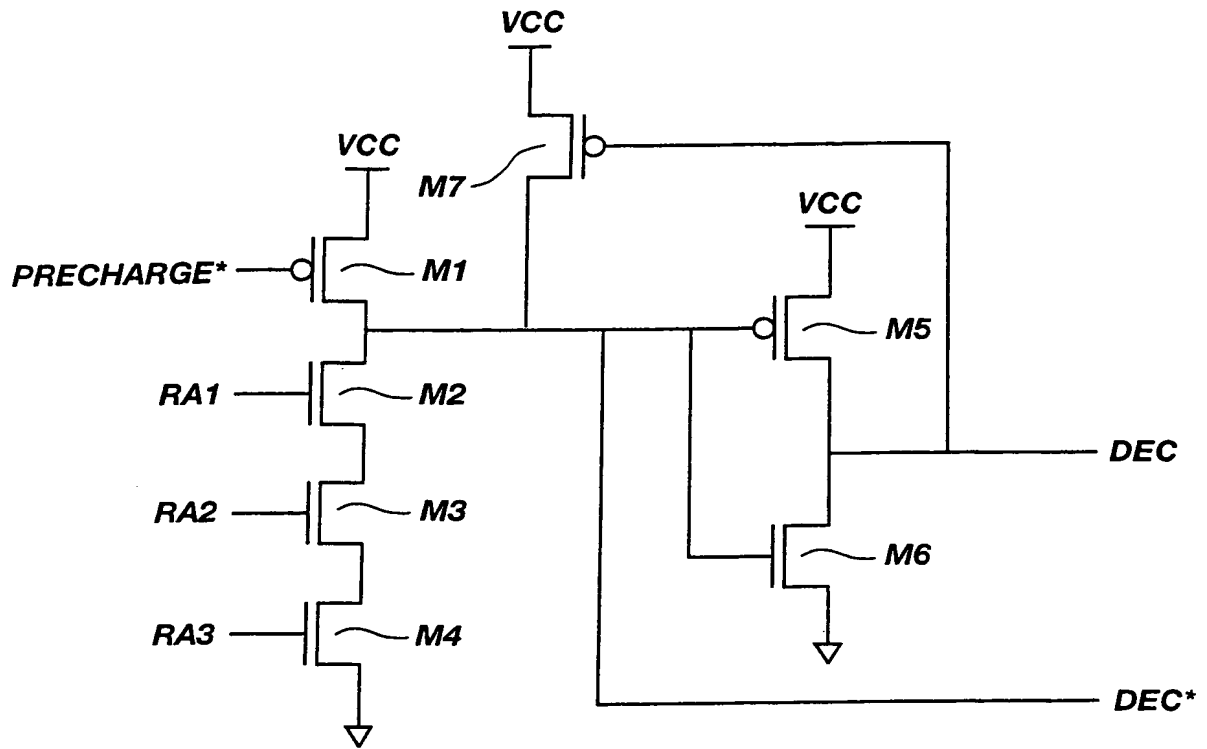 VCC
VCC
M7
VCC
PRECHARGE*
M1
M5
RA1
M2
DEC
RA2
M3
M6
RA3
M4
DEC*